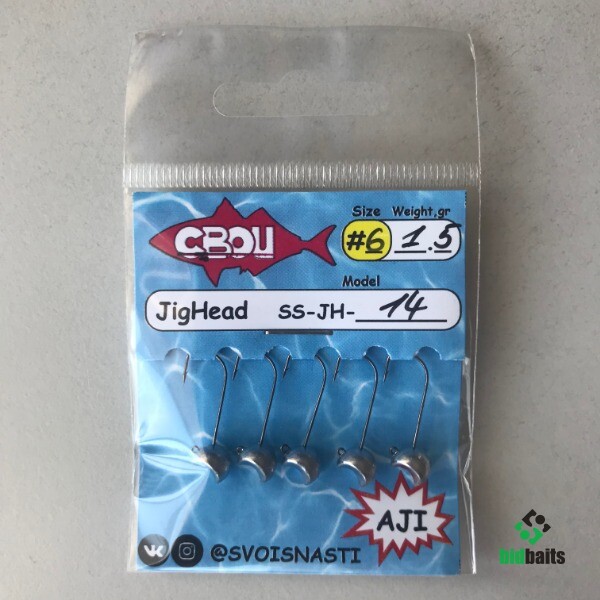 СВОИ
Size Weight,gr
#6 1.5
Model
JigHead SS-JH- 14
AJI
@SVOISNASTI
bidbaits